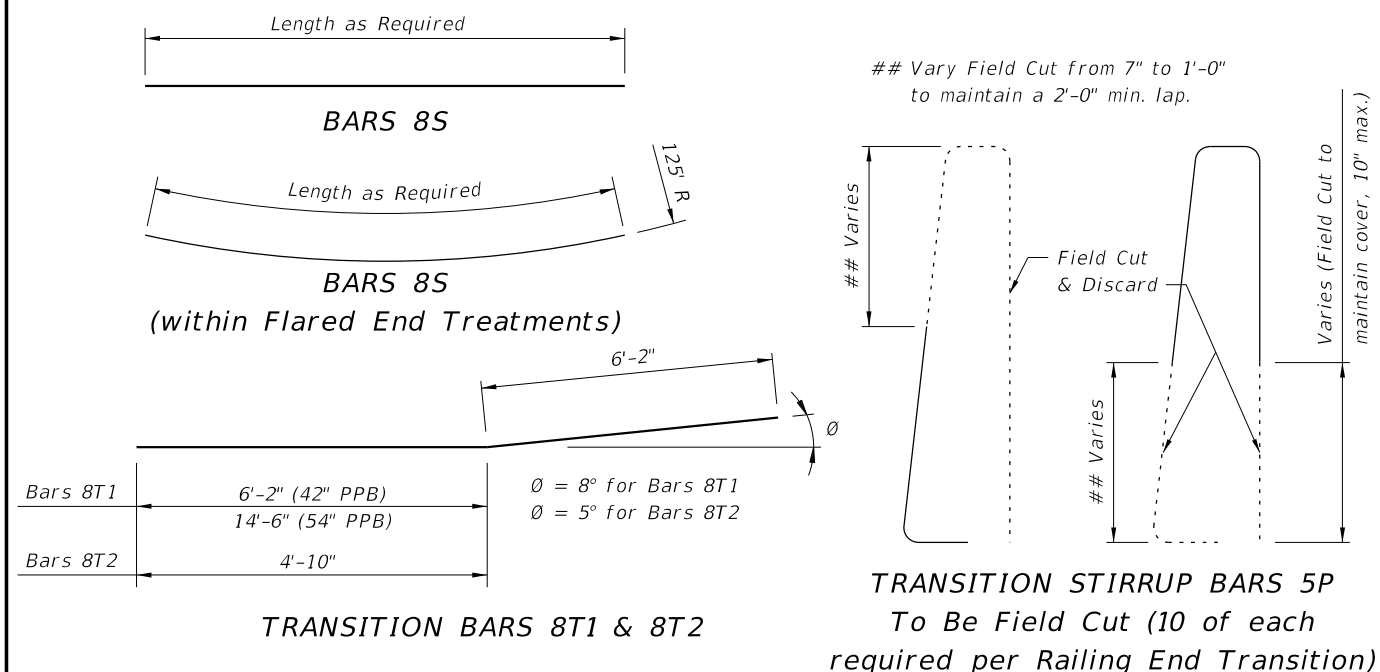 Length as Required
BARS 8S
Length as Required
125' R
BARS 8S
(within Flared End Treatments)
6'-2"
Ø
Bars 8T1
6'-2" (42" PPB)
14'-6" (54" PPB)
Ø = 8° for Bars 8T1
Ø = 5° for Bars 8T2
Bars 8T2
4'-10"
TRANSITION BARS 8T1 & 8T2
## Vary Field Cut from 7" to 1'-0"
to maintain a 2'-0" min. lap.
## Varies
Field Cut
& Discard
## Varies
Varies (Field Cut to
maintain cover, 10" max.)
TRANSITION STIRRUP BARS 5P
To Be Field Cut (10 of each
required per Railing End Transition)